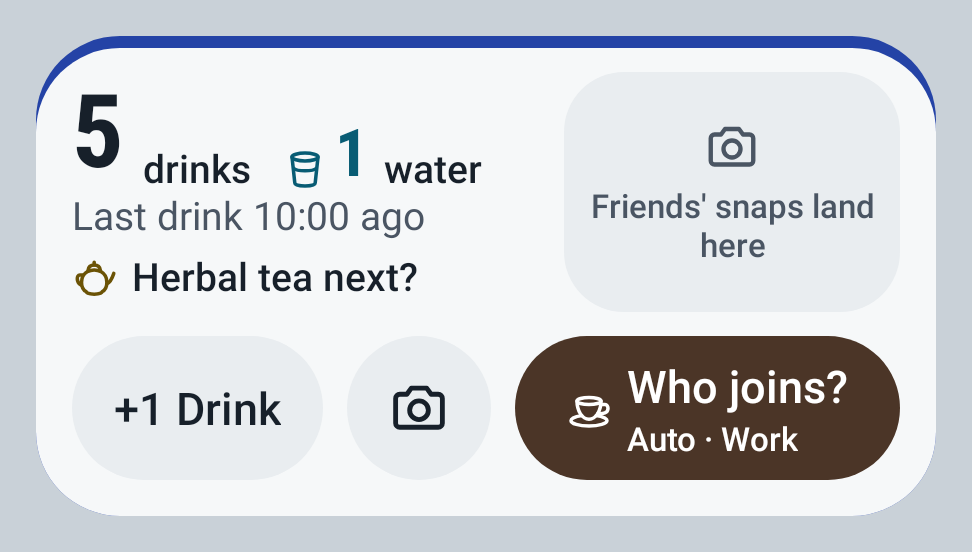 5 drinks 1 water
Last drink 10:00 ago
Herbal tea next?
Friends' snaps land
here
+1 Drink
Who joins?
Auto · Work